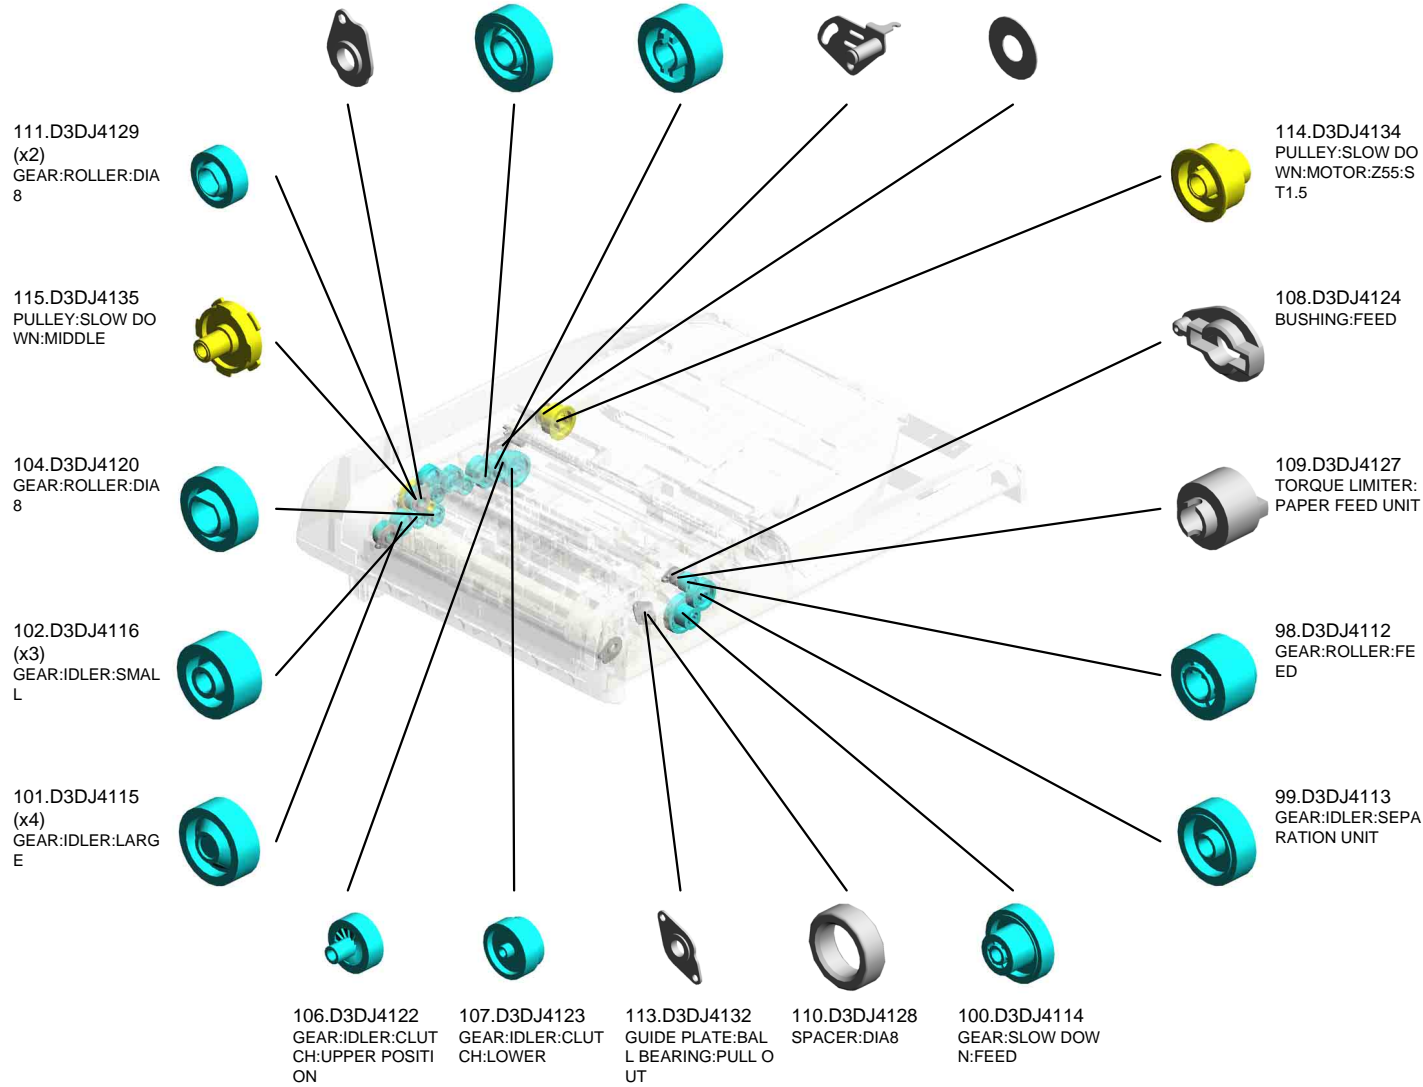 111.D3DJ4129
(x2)
GEAR:ROLLER:DIA
8
115.D3DJ4135
PULLEY:SLOW DO
WN:MIDDLE
104.D3DJ4120
GEAR:ROLLER:DIA
8
102.D3DJ4116
(x3)
GEAR:IDLER:SMAL
L
101.D3DJ4115
(x4)
GEAR:IDLER:LARG
E
106.D3DJ4122
GEAR:IDLER:CLUT
CH:UPPER POSITI
ON
107.D3DJ4123
GEAR:IDLER:CLUT
CH:LOWER
113.D3DJ4132
GUIDE PLATE:BAL
L BEARING:PULL O
UT
110.D3DJ4128
SPACER:DIA8
100.D3DJ4114
GEAR:SLOW DOW
N:FEED
114.D3DJ4134
PULLEY:SLOW DO
WN:MOTOR:Z55:S
T1.5
108.D3DJ4124
BUSHING:FEED
109.D3DJ4127
TORQUE LIMITER:
PAPER FEED UNIT
98.D3DJ4112
GEAR:ROLLER:FE
ED
99.D3DJ4113
GEAR:IDLER:SEPA
RATION UNIT